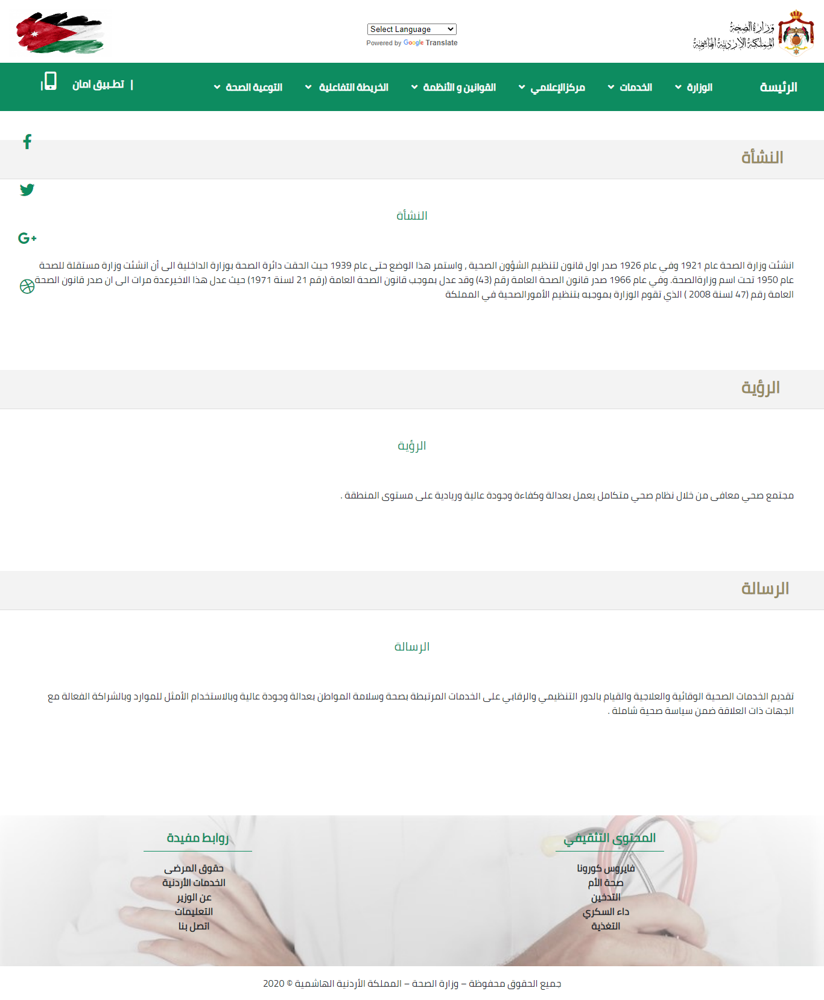 وزارة الصحة
المملكة الأردنية الهاشمية
Select Language
Powered by Google Translate
الرئيسة
الوزارة
الخدمات
مركزالإعلامي
القوانين و الأنظمة
الخريطة التفاعلية
التوعية الصحة
| تطـبيق امان |
النشأة
النشأة
انشئت وزارة الصحة عام 1921 وفي عام 1926 صدر اول قانون لتنظيم الشؤون الصحية , واستمر هذا الوضع حتى عام 1939 حيث الحقت دائرة الصحة بوزارة الداخلية الى أن انشئت وزارة مستقلة للصحة
عام 1950 تحت اسم وزارةالصحة. وفي عام 1966 صدر قانون الصحة العامة رقم (43) وقد عدل بموجب قانون الصحة العامة (رقم 21 لسنة 1971) حيث عدل هذا الاخيرعدة مرات الى ان صدر قانون الصحة
العامة رقم (47 لسنة 2008 ) الذي تقوم الوزارة بموجبه بتنظيم الأمورالصحية في المملكة
الرؤية
الرؤية
مجتمع صحي معافى من خلال نظام صحي متكامل يعمل بعدالة وكفاءة وجودة عالية وريادية على مستوى المنطقة .
الرسالة
الرسالة
تقديم الخدمات الصحية الوقائية والعلاجية والقيام بالدور التنظيمي والرقابي على الخدمات المرتبطة بصحة وسلامة المواطن بعدالة وجودة عالية وبالاستخدام الأمثل للموارد وبالشراكة الفعالة مع
الجهات ذات العلاقة ضمن سياسة صحية شاملة .
المحتوى التثقيفي
فايروس كورونا
صحة الأم
التدخين
داء السكري
التغذية
روابط مفيدة
حقوق المرضى
الخدمات الأردنية
عن الوزير
التعليمات
اتصل بنا
جميع الحقوق محفوظة – وزارة الصحة – المملكة الأردنية الهاشمية © 2020